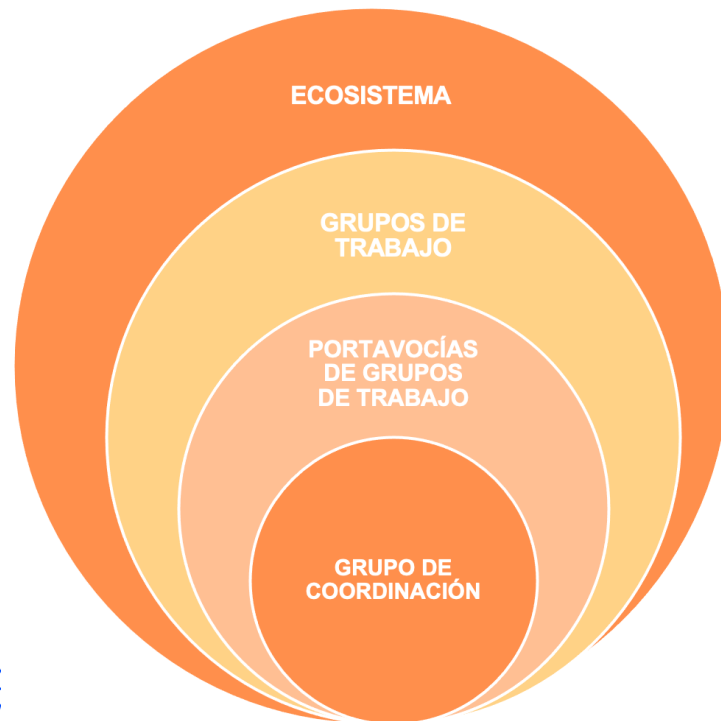 ECOSISTEMA
GRUPOS DE
TRABAJO
PORTAVOCÍAS
DE GRUPOS
DE TRABAJO
GRUPO DE
COORDINACIÓN